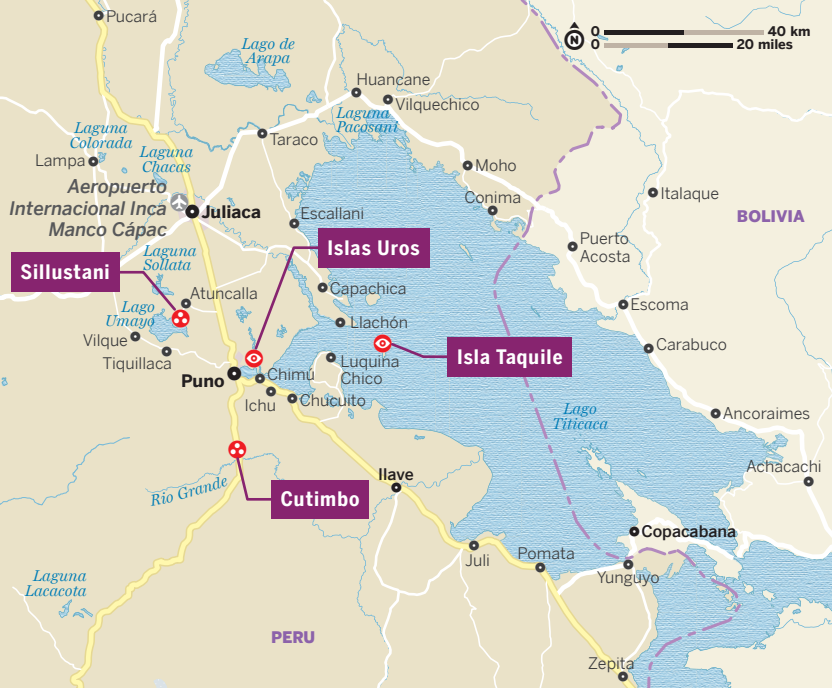 Pucará
0
40 km
N
0
20 miles
Lago de
Arapa
Huancane
Vilquechico
Laguna
Pacosani
Laguna
Colorada
Taraco
Lampa
Laguna
Chacas
Moho
Aeropuerto
Internacional Inca
Manco Cápac
Juliaca
Conima
Italaque
Escallani
BOLIVIA
Islas Uros
Puerto
Acosta
Laguna
Sollata
Sillustani
Atuncalla
Capachica
Escoma
Lago
Umayo
Llachón
Vilque
Carabuco
Tiquillaca
Luquina
Chico
Isla Taquile
Puno
Chimú
Ichu
Chucuito
Lago
Titicaca
Ancoraimes
Achacachi
Ilave
Río Grande
Cutimbo
Copacabana
Juli
Pomata
Yunguyo
Laguna
Lacacota
PERU
Zepita